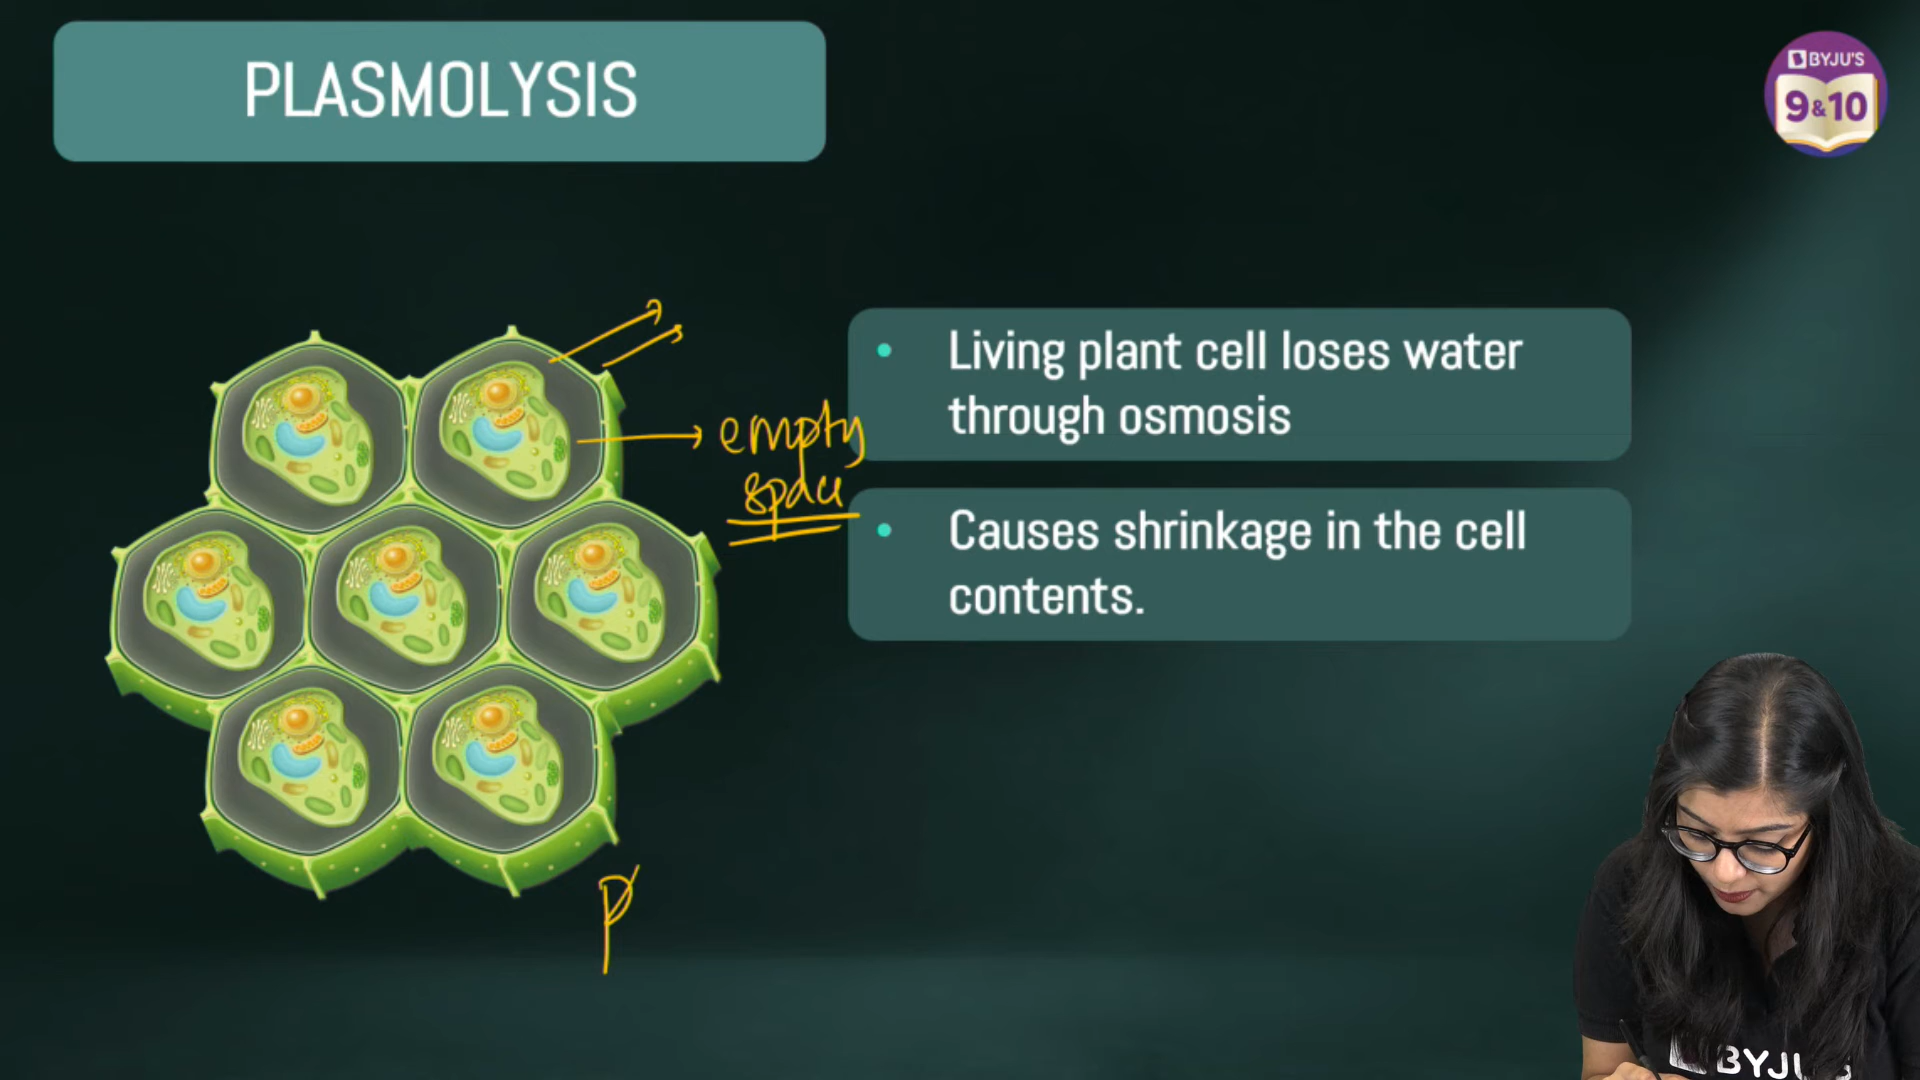 PLASMOLYSIS
BYJU'S
9&10
• Living plant cell loses water
through osmosis
empty
space
• Causes shrinkage in the cell
contents.
P